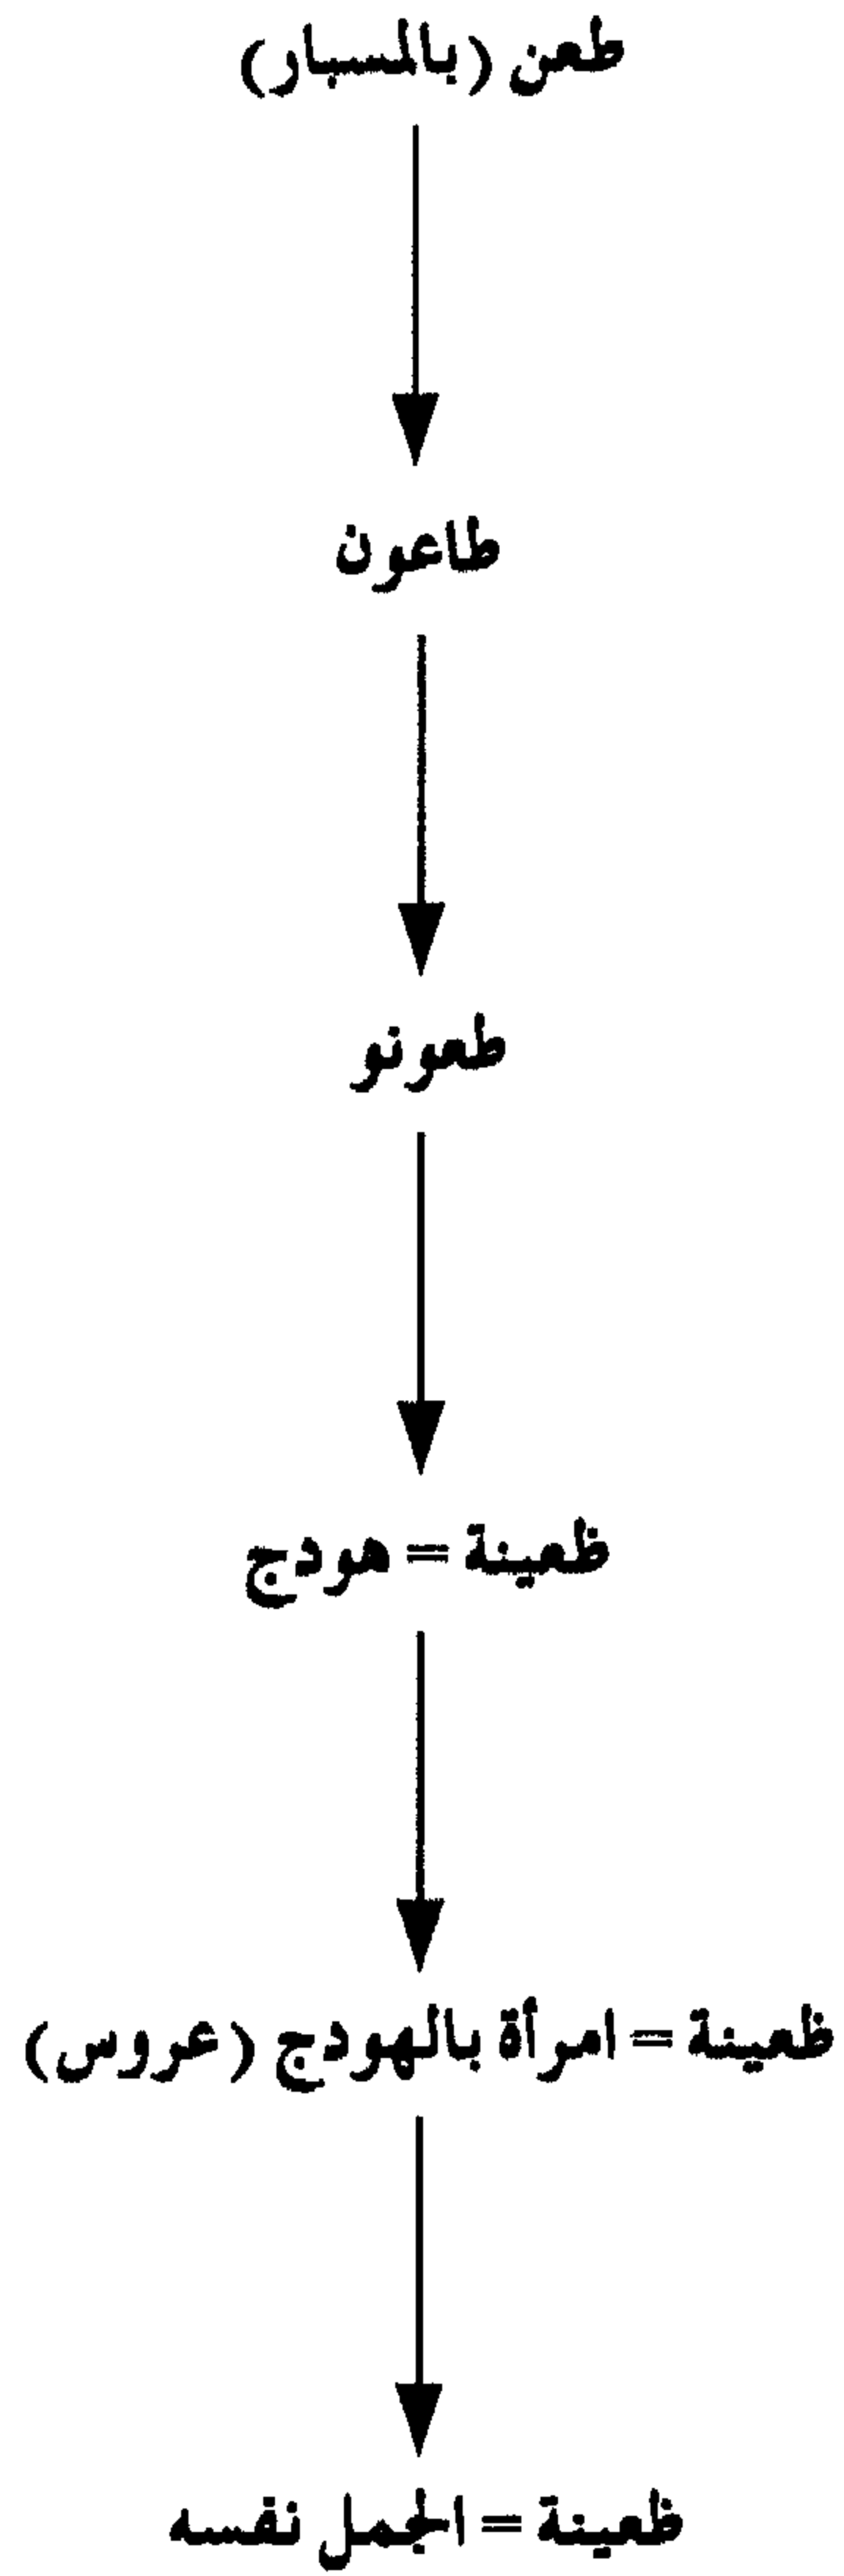 طعن (بالمسبار)
طاعون
طعونو
ظعينة = هودج
ظعينة = امرأة بالهودج (عروس)
ظعينة = الجمل نفسه